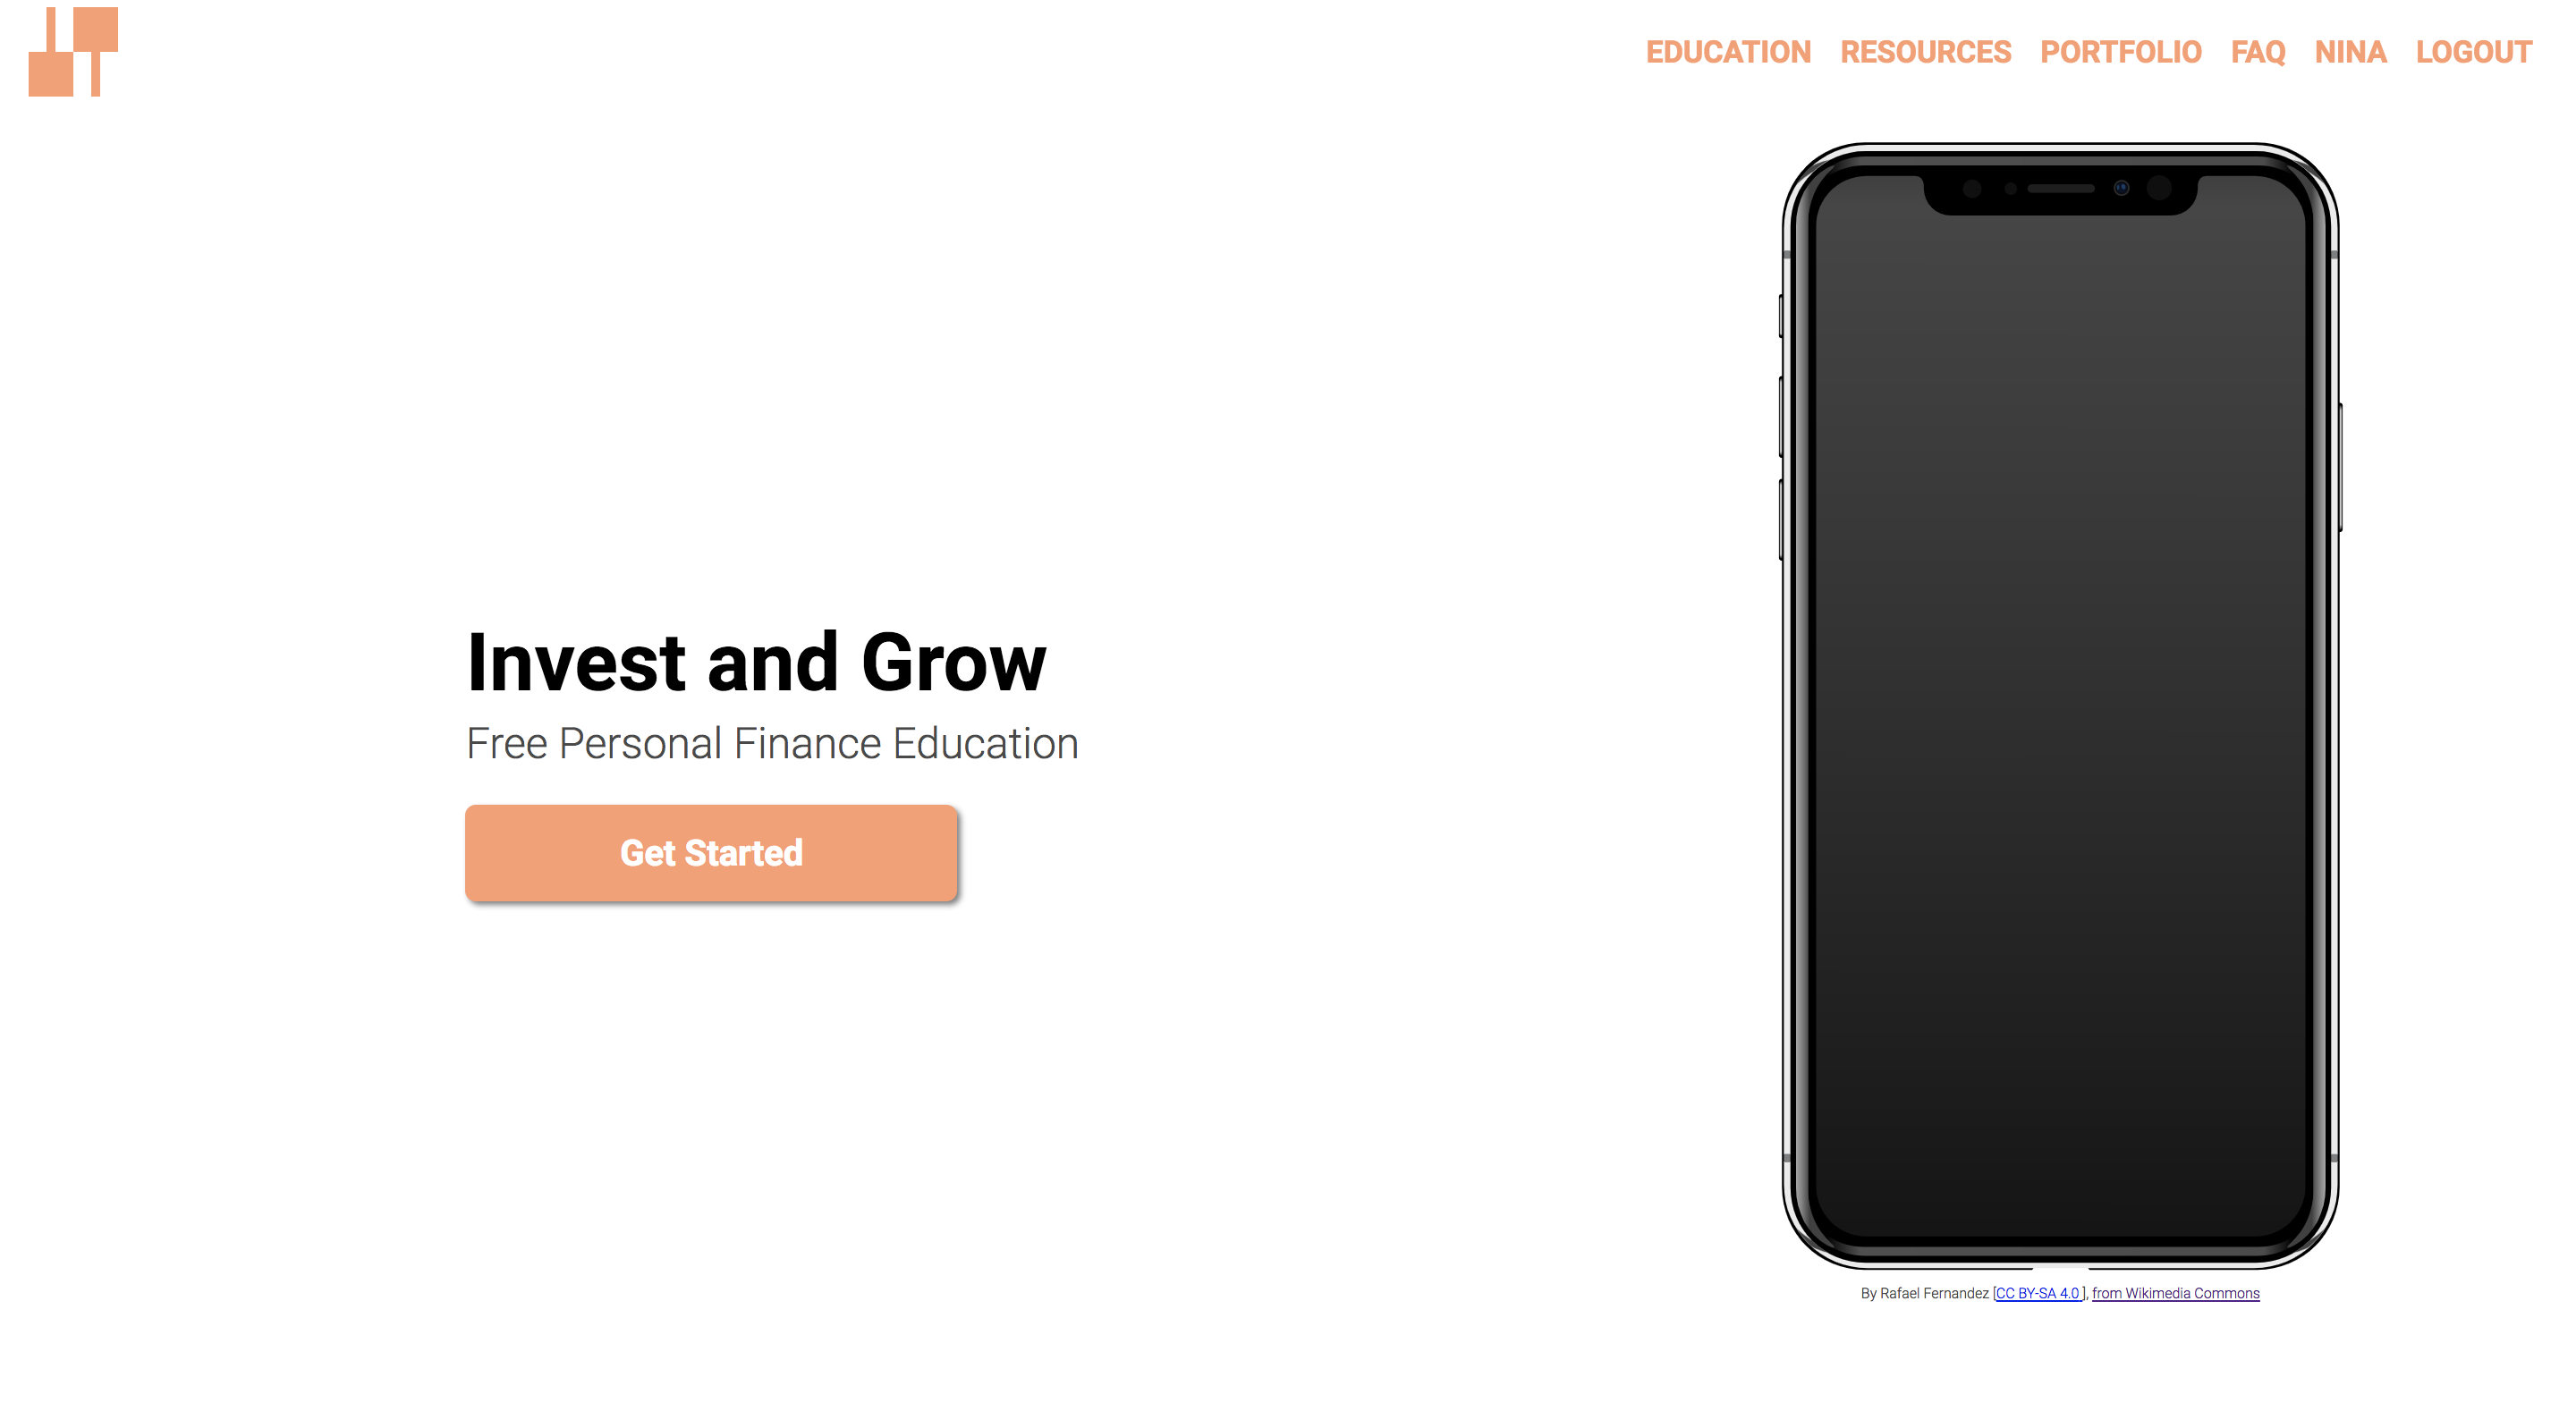 EDUCATION RESOURCES PORTFOLIO FAQ NINA LOGOUT
Invest and Grow
Free Personal Finance Education
Get Started
By Rafael Fernandez [CC BY-SA 4.0 ], from Wikimedia Commons